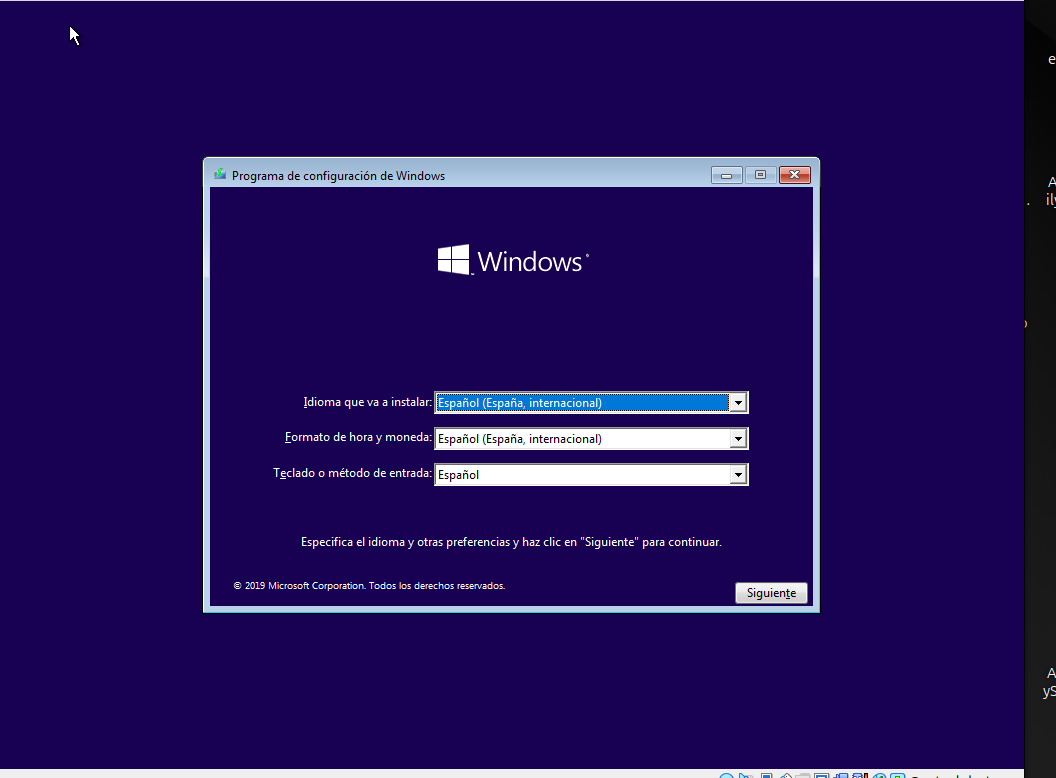 Programa de configuración de Windows
Windows
Idioma que va a instalar: Español (España, internacional)
Formato de hora y moneda: Español (España, internacional)
Teclado o método de entrada: Español
Especifica el idioma y otras preferencias y haz clic en "Siguiente" para continuar.
© 2019 Microsoft Corporation. Todos los derechos reservados.
Siguiente